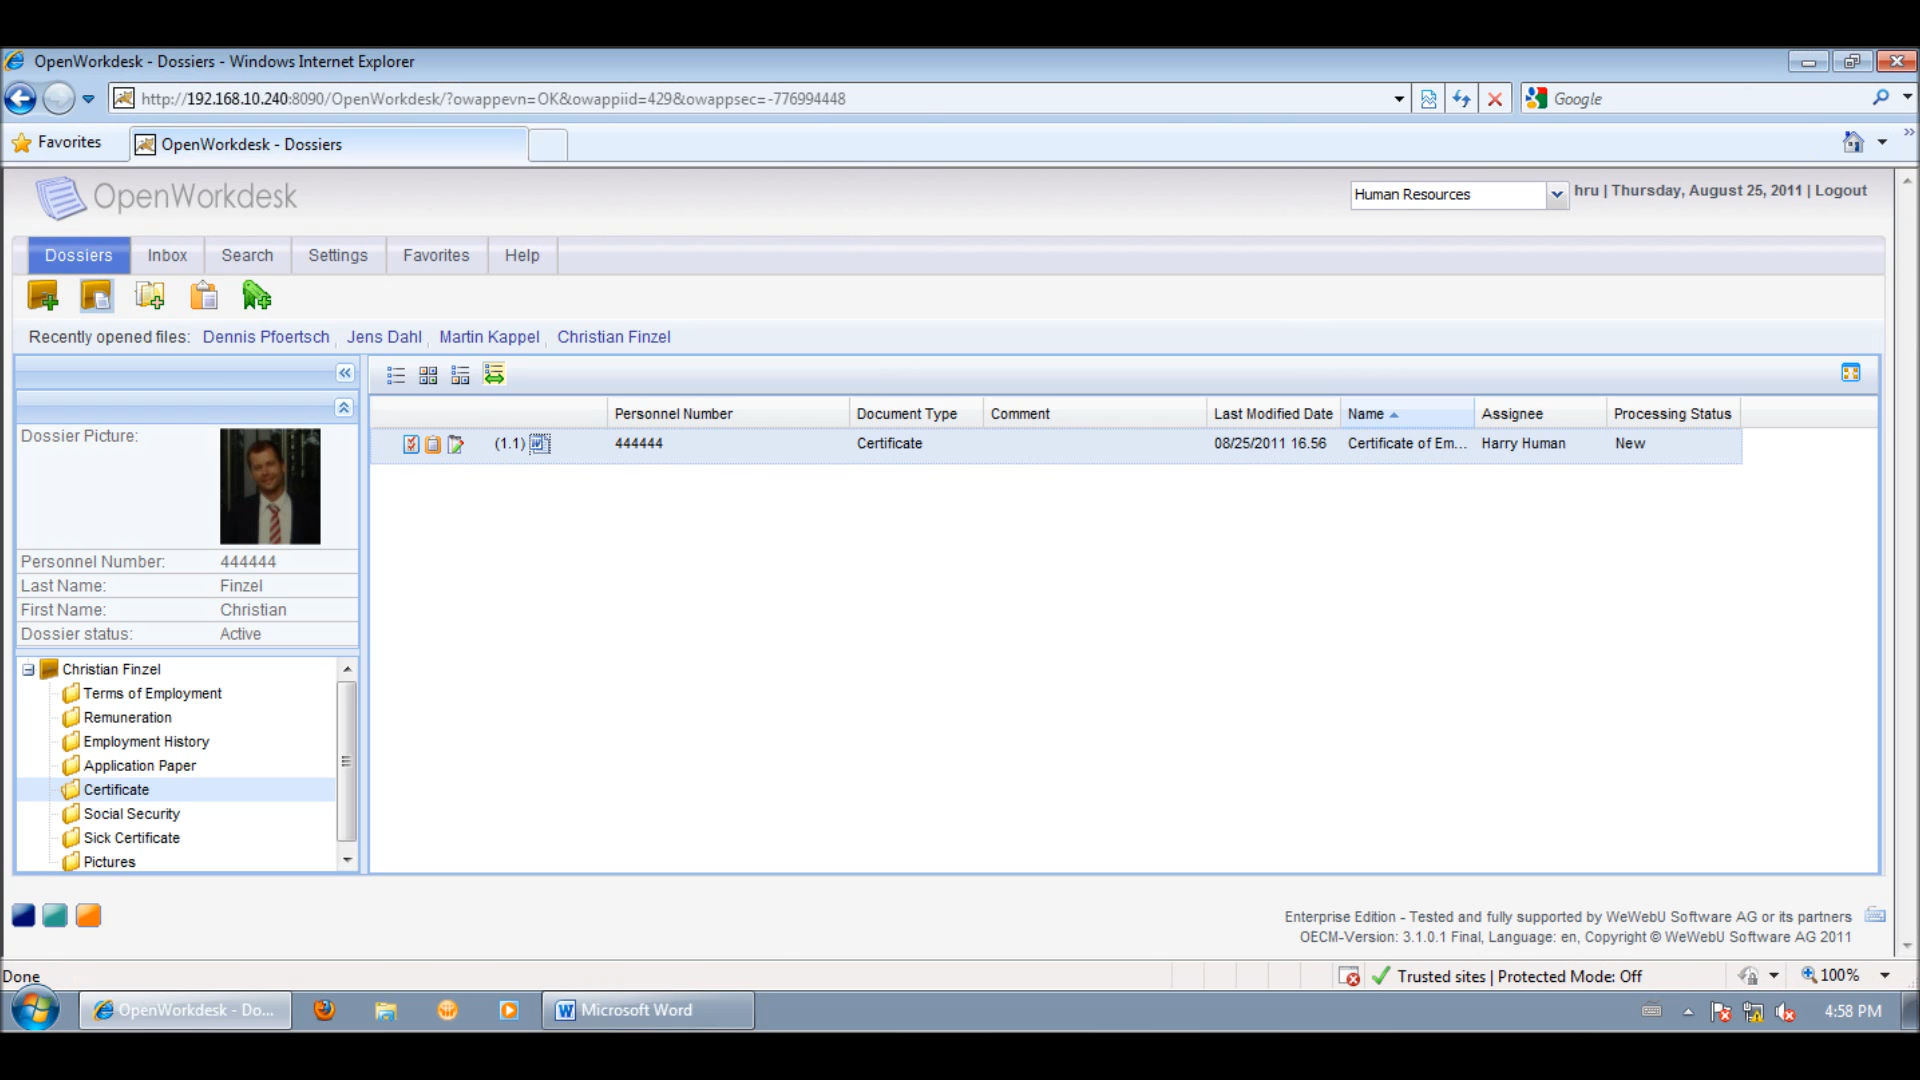 OpenWorkdesk - Dossiers - Windows Internet Explorer
http://192.168.10.240:8090/OpenWorkdesk/?owappevn=OK&owappiid=429&owappsec=-776994448
Google
Favorites
OpenWorkdesk - Dossiers
OpenWorkdesk
Human Resources
hru | Thursday, August 25, 2011 | Logout
Dossiers Inbox Search Settings Favorites Help
Recently opened files: Dennis Pfoertsch, Jens Dahl, Martin Kappel, Christian Finzel
Personnel Number Document Type Comment Last Modified Date Name Assignee Processing Status
(1.1) 444444 Certificate 08/25/2011 16.56 Certificate of Em... Harry Human New
Dossier Picture:
Personnel Number: 444444
Last Name: Finzel
First Name: Christian
Dossier status: Active
Christian Finzel
Terms of Employment
Remuneration
Employment History
Application Paper
Certificate
Social Security
Sick Certificate
Pictures
Enterprise Edition - Tested and fully supported by WeWebU Software AG or its partners
OECM-Version: 3.1.0.1 Final, Language: en, Copyright © WeWebU Software AG 2011
Done
Trusted sites | Protected Mode: Off
100%
OpenWorkdesk - Do...
Microsoft Word
4:58 PM